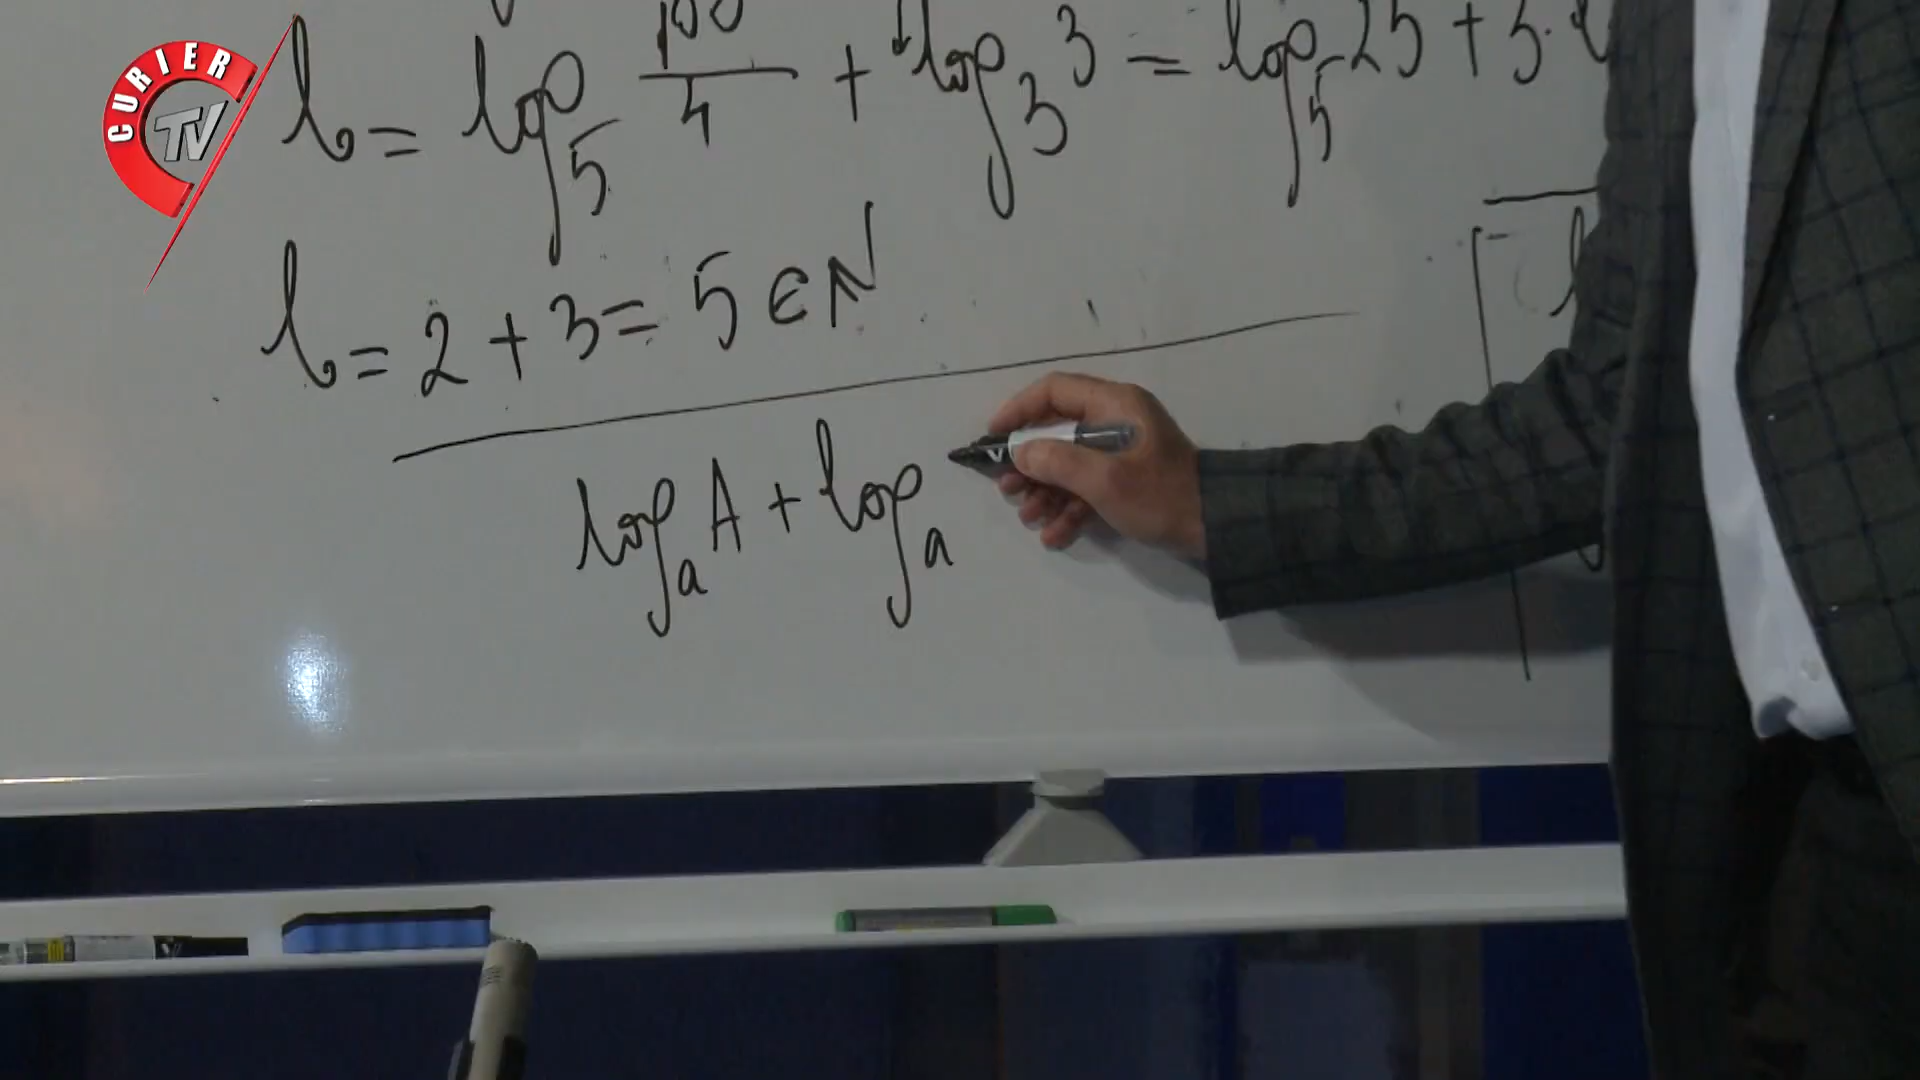 CURIER TV
b = log₅ 100/4 + log₃ 3 = log₅ 25 + 3·
b = 2 + 3 = 5 ∈ N
logₐ A + logₐ